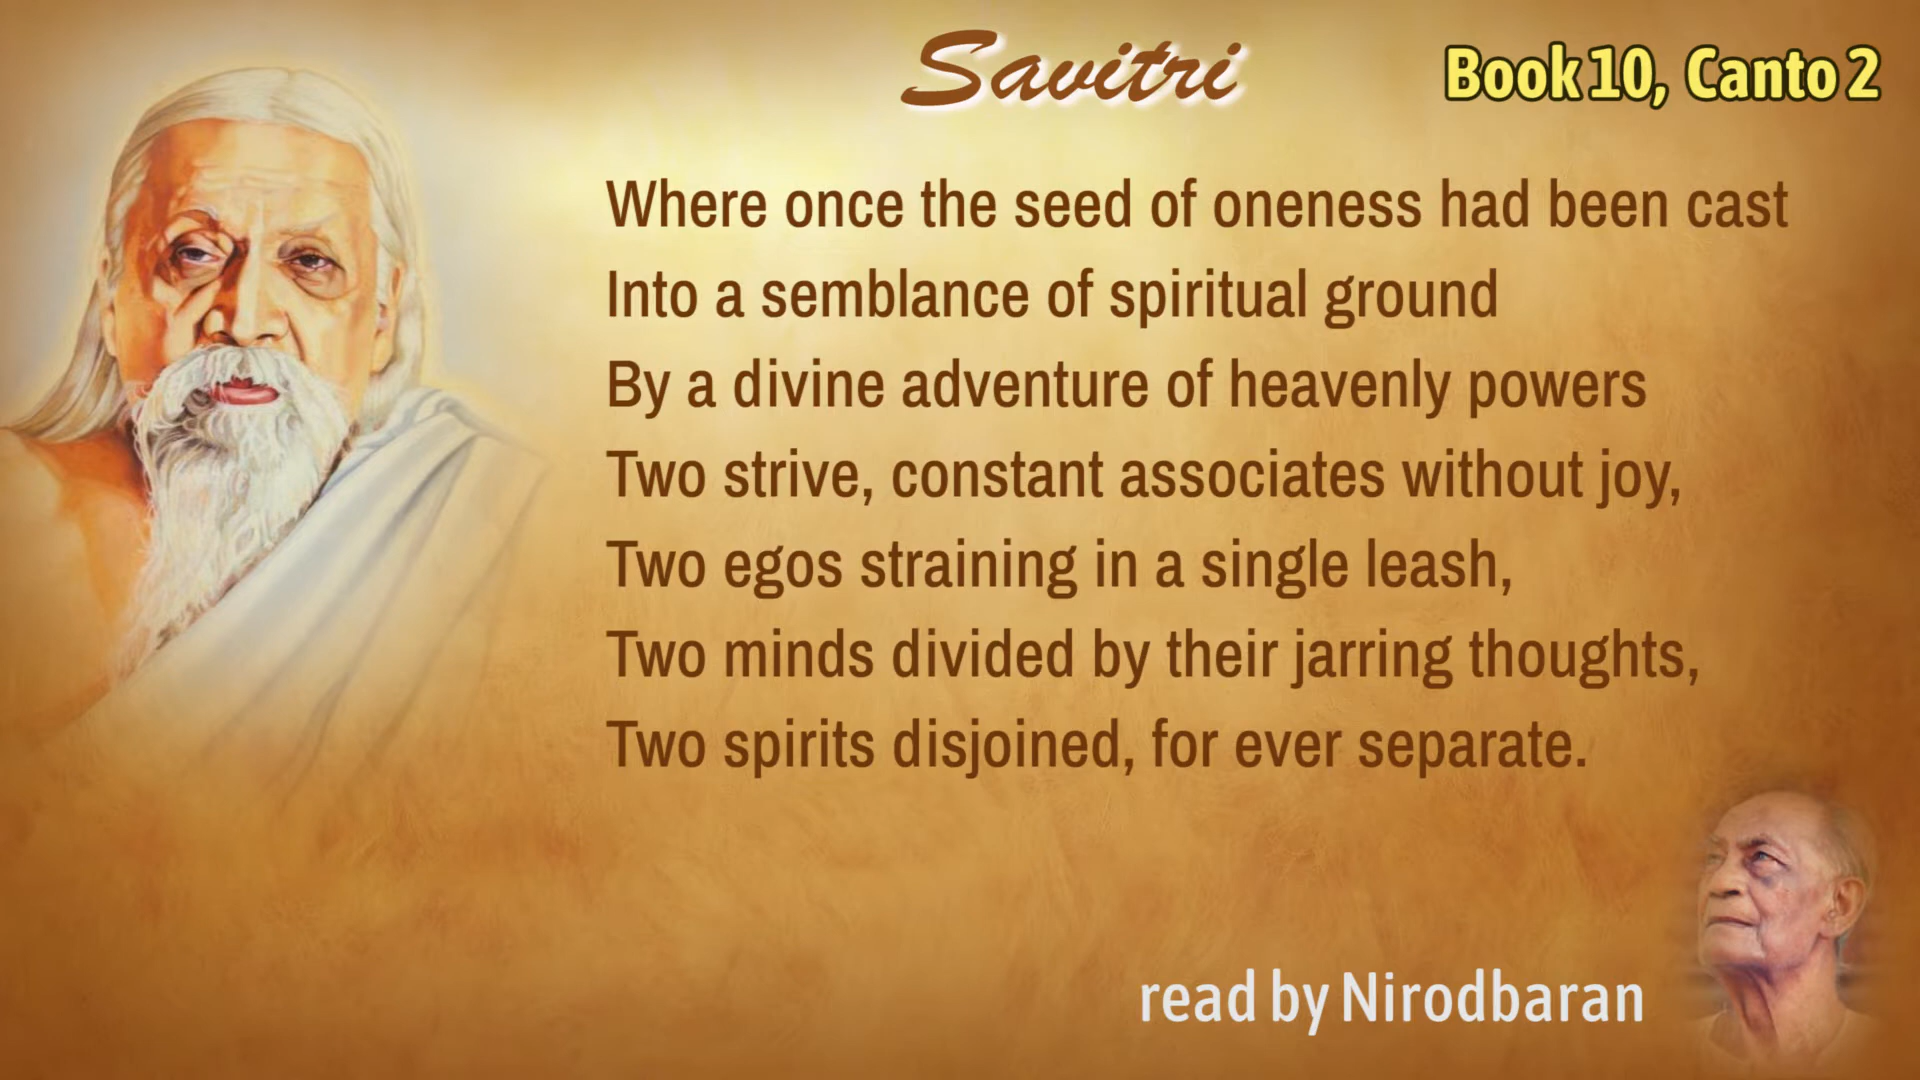 Savitri
Book 10, Canto 2
Where once the seed of oneness had been cast
Into a semblance of spiritual ground
By a divine adventure of heavenly powers
Two strive, constant associates without joy,
Two egos straining in a single leash,
Two minds divided by their jarring thoughts,
Two spirits disjoined, for ever separate.
read by Nirodbaran